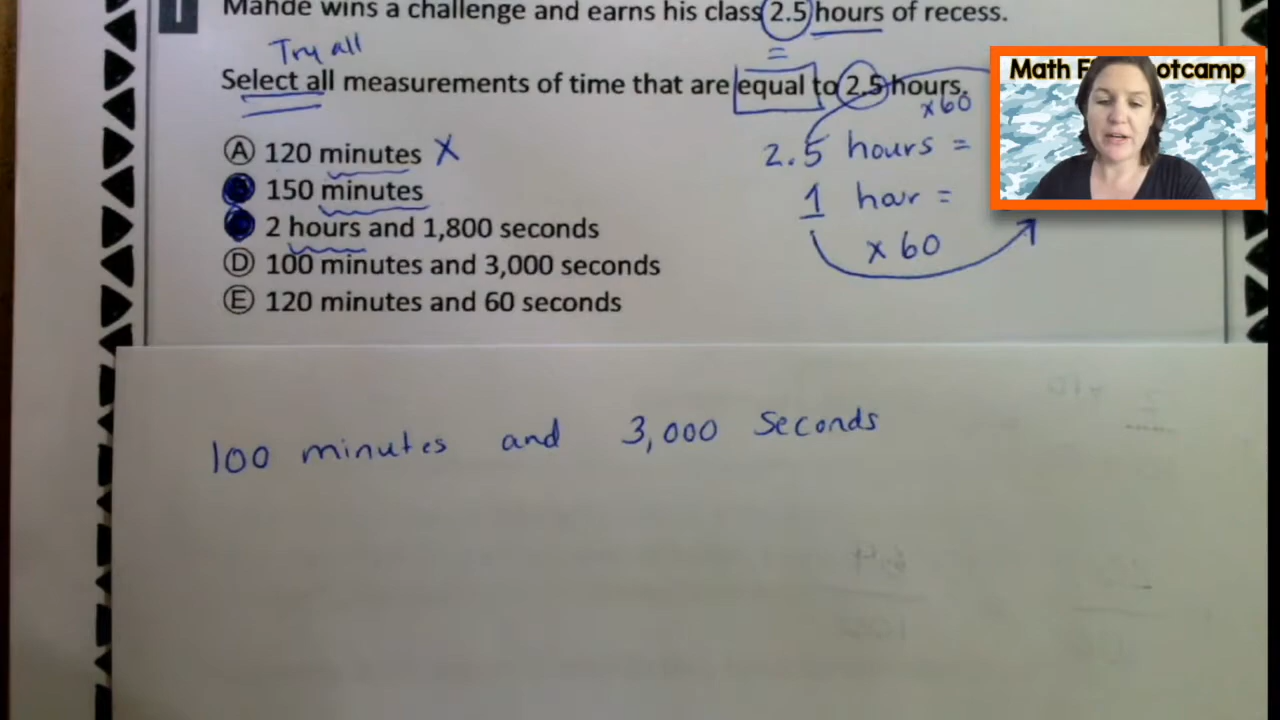 Mahde wins a challenge and earns his class 2.5 hours of recess.
Try all
=
Select all measurements of time that are equal to 2.5 hours.
x60
Math otcamp
A 120 minutes X
2.5 hours =
150 minutes
1 hour =
2 hours and 1,800 seconds
x 60
D 100 minutes and 3,000 seconds
E 120 minutes and 60 seconds
100 minutes and 3,000 Seconds